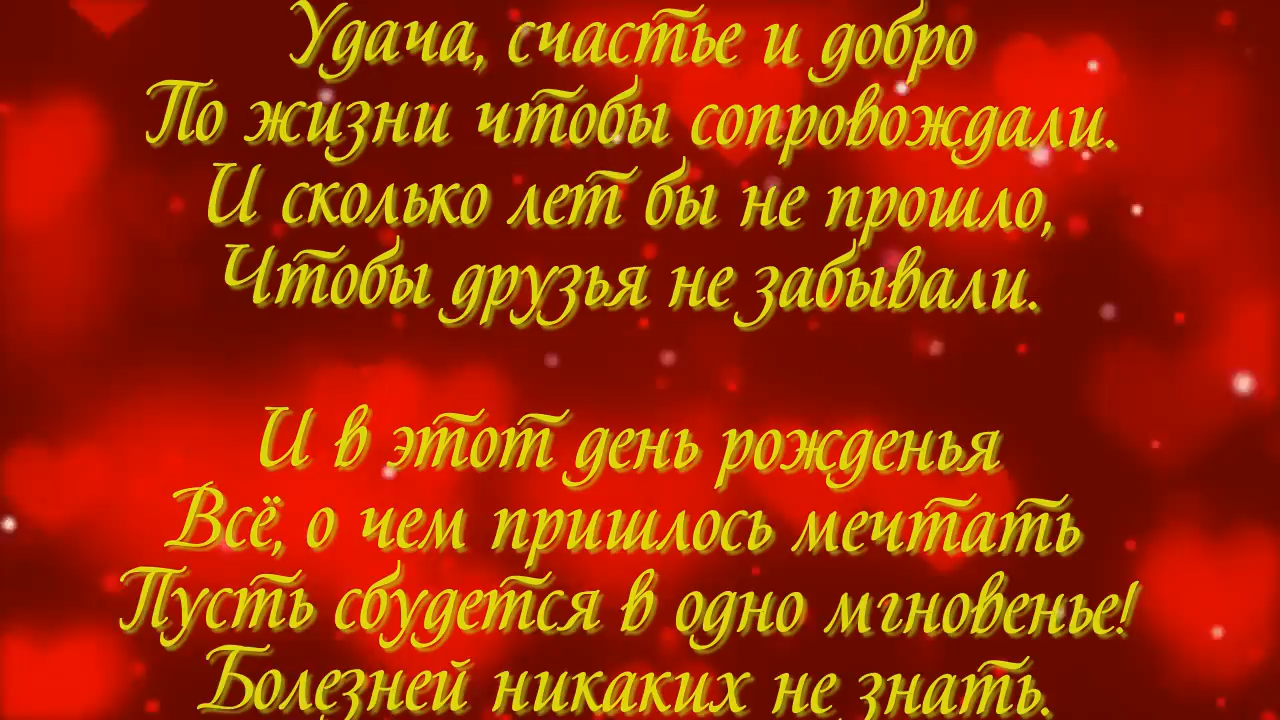 Удача, счастье и добро
По жизни чтобы сопровождали.
И сколько лет бы не прошло,
Чтобы друзья не забывали.
И в этот день рожденья
Всё, о чем пришлось мечтать
Пусть сбудется в одно мгновенье!
Болезней никаких не знать.